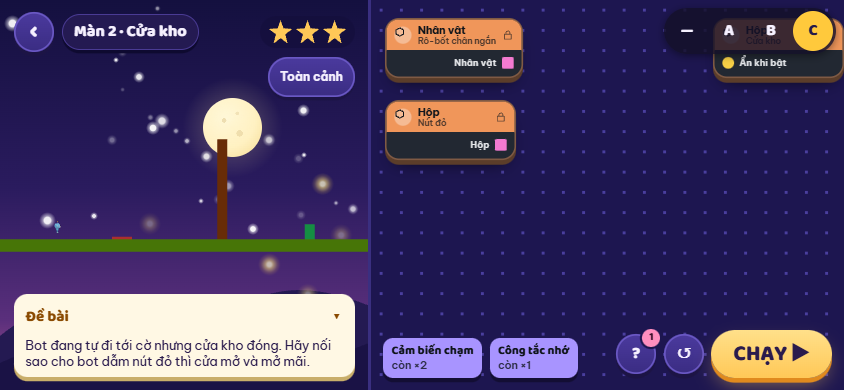 Màn 2 • Cửa kho
Toàn cảnh
Đề bài
Bot đang tự đi tới cờ nhưng cửa kho đóng. Hãy nối
sao cho bot dẫm nút đỏ thì cửa mở và mở mãi.
Nhân vật
Rô-bốt chân ngắn
Nhân vật
Hộp
Nút đỏ
Hộp
Hộp
Cửa kho
Ẩn khi bật
– A B C
Cảm biến chạm
còn ×2
Công tắc nhớ
còn ×1
?
1
CHẠY